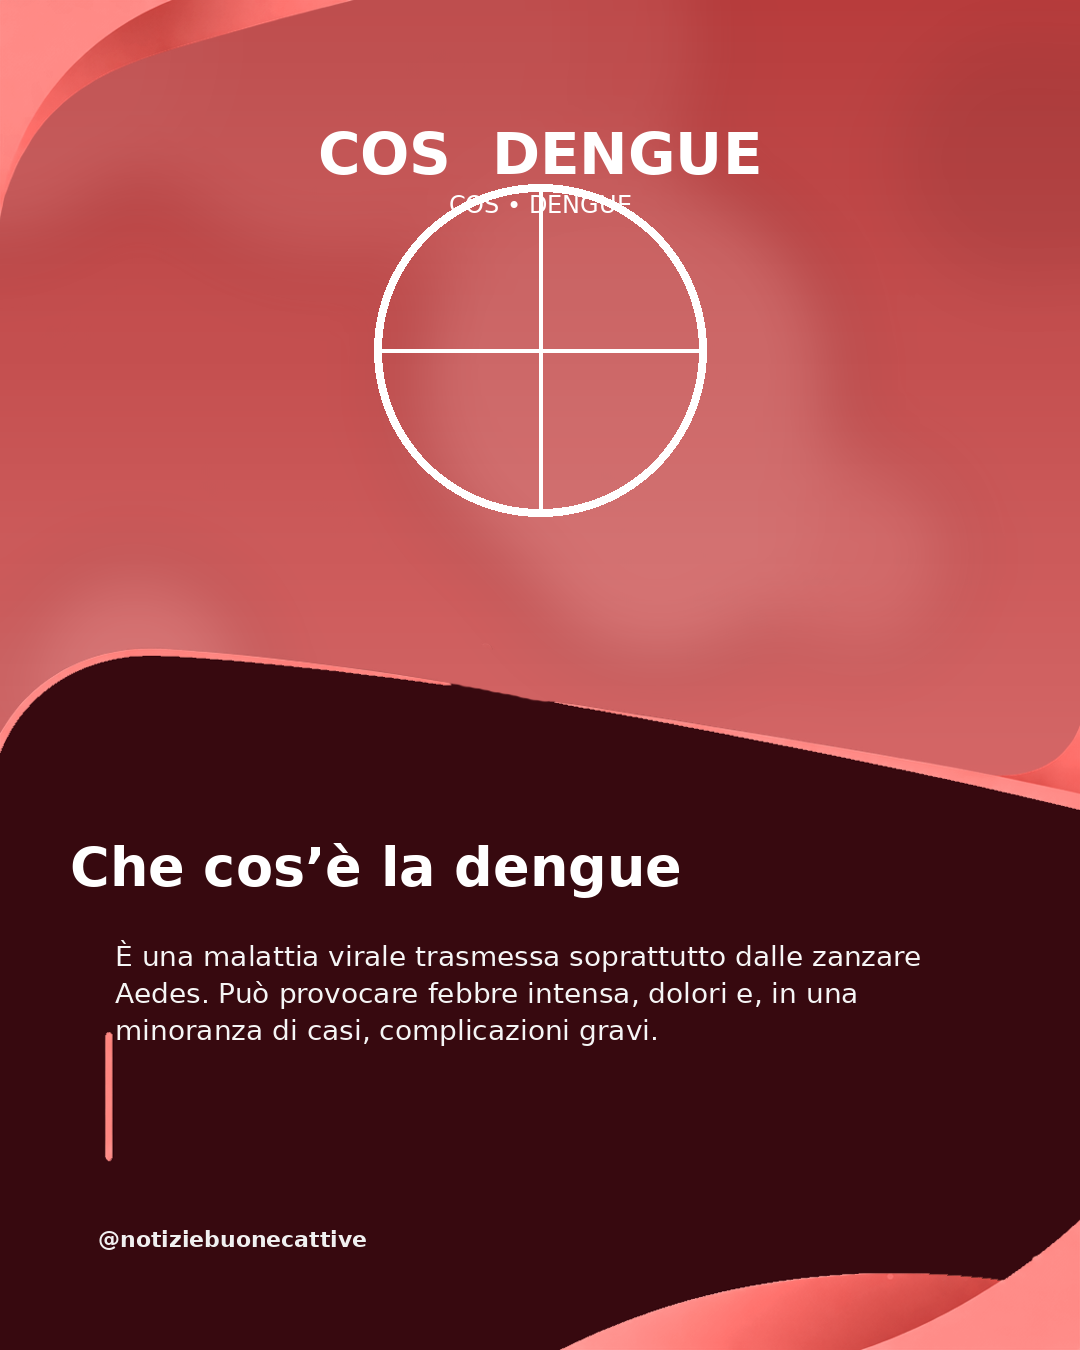 COS DENGUE
COS • DENGUE
Che cos’è la dengue
È una malattia virale trasmessa soprattutto dalle zanzare
Aedes. Può provocare febbre intensa, dolori e, in una
minoranza di casi, complicazioni gravi.
@notiziebuonecattive